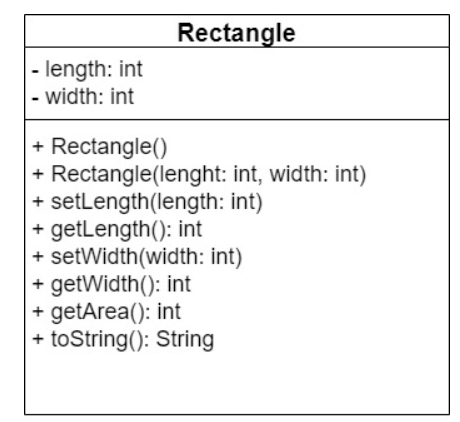 Rectangle
- length: int
- width: int
+ Rectangle()
+ Rectangle(lenght: int, width: int)
+ setLength(length: int)
+ getLength(): int
+ setWidth(width: int)
+ getWidth(): int
+ getArea(): int
+ toString(): String